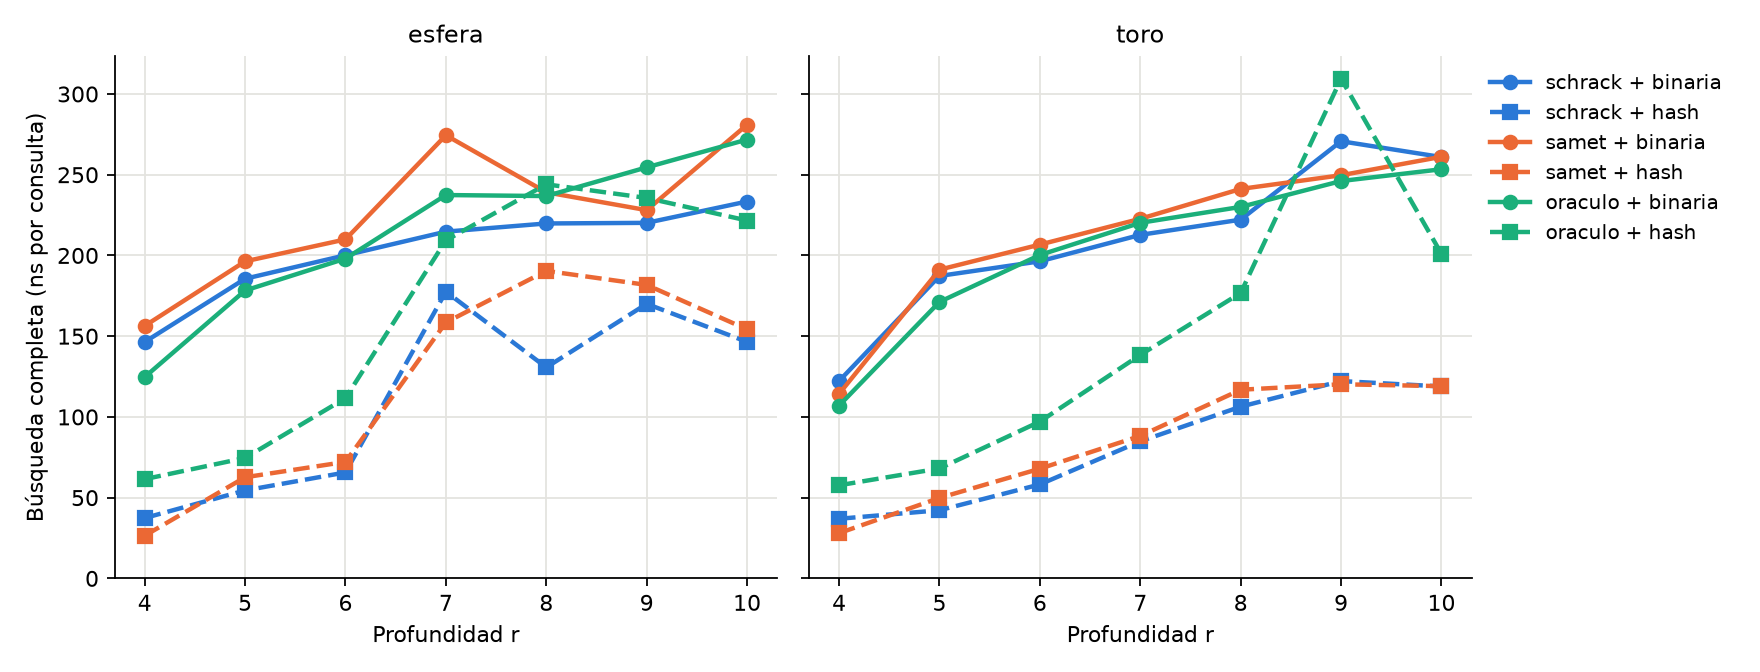 esfera
toro
Búsqueda completa (ns por consulta)
300
250
200
150
100
50
0
4 5 6 7 8 9 10
4 5 6 7 8 9 10
Profundidad r
Profundidad r
schrack + binaria
schrack + hash
samet + binaria
samet + hash
oraculo + binaria
oraculo + hash